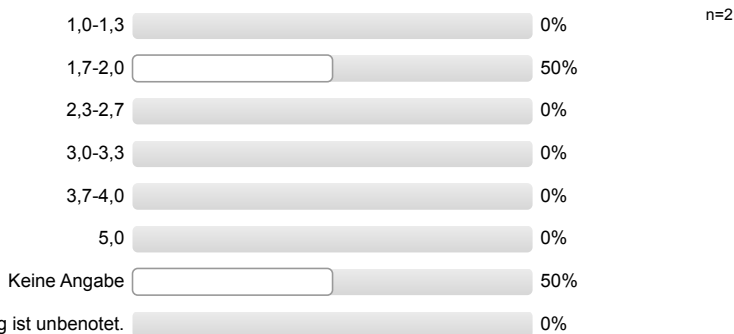 n=2
1,0-1,3 0%
1,7-2,0 50%
2,3-2,7 0%
3,0-3,3 0%
3,7-4,0 0%
5,0 0%
Keine Angabe 50%
g ist unbenotet. 0%